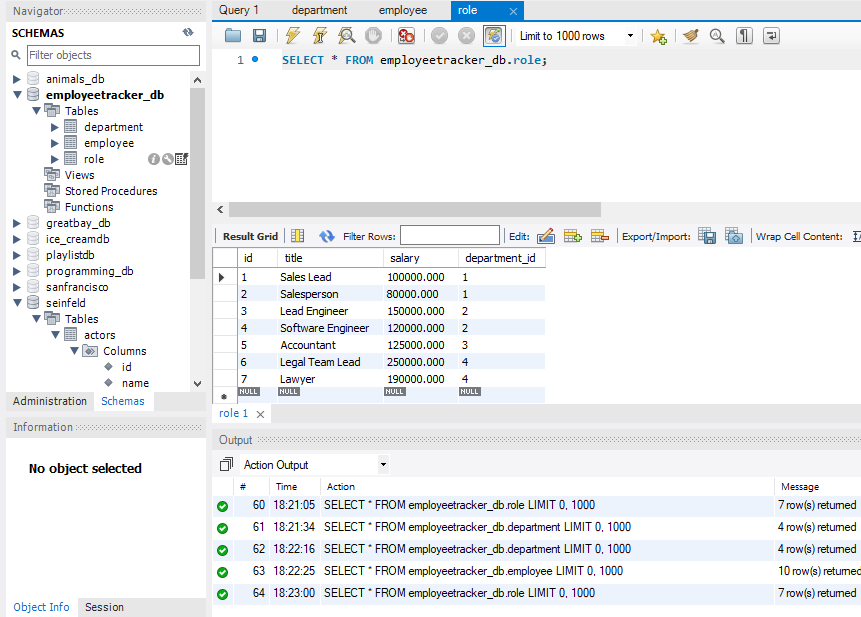 Navigator
SCHEMAS
Filter objects
animals_db
employeetracker_db
Tables
department
employee
role
Views
Stored Procedures
Functions
greatbay_db
ice_creamdb
playlistdb
programming_db
sanfrancisco
seinfeld
Tables
actors
Columns
id
name
Administration Schemas
Information
No object selected
Object Info Session
Query 1 department employee role
Limit to 1000 rows
1 SELECT * FROM employeetracker_db.role;
Result Grid Filter Rows: Edit: Export/Import: Wrap Cell Content:
id title salary department_id
1 Sales Lead 100000.000 1
2 Salesperson 80000.000 1
3 Lead Engineer 150000.000 2
4 Software Engineer 120000.000 2
5 Accountant 125000.000 3
6 Legal Team Lead 250000.000 4
7 Lawyer 190000.000 4
NULL NULL NULL NULL
role 1
Output
Action Output
# Time Action Message
60 18:21:05 SELECT * FROM employeetracker_db.role LIMIT 0, 1000 7 row(s) returned
61 18:21:34 SELECT * FROM employeetracker_db.department LIMIT 0, 1000 4 row(s) returned
62 18:22:16 SELECT * FROM employeetracker_db.department LIMIT 0, 1000 4 row(s) returned
63 18:22:25 SELECT * FROM employeetracker_db.employee LIMIT 0, 1000 10 row(s) returned
64 18:23:00 SELECT * FROM employeetracker_db.role LIMIT 0, 1000 7 row(s) returned